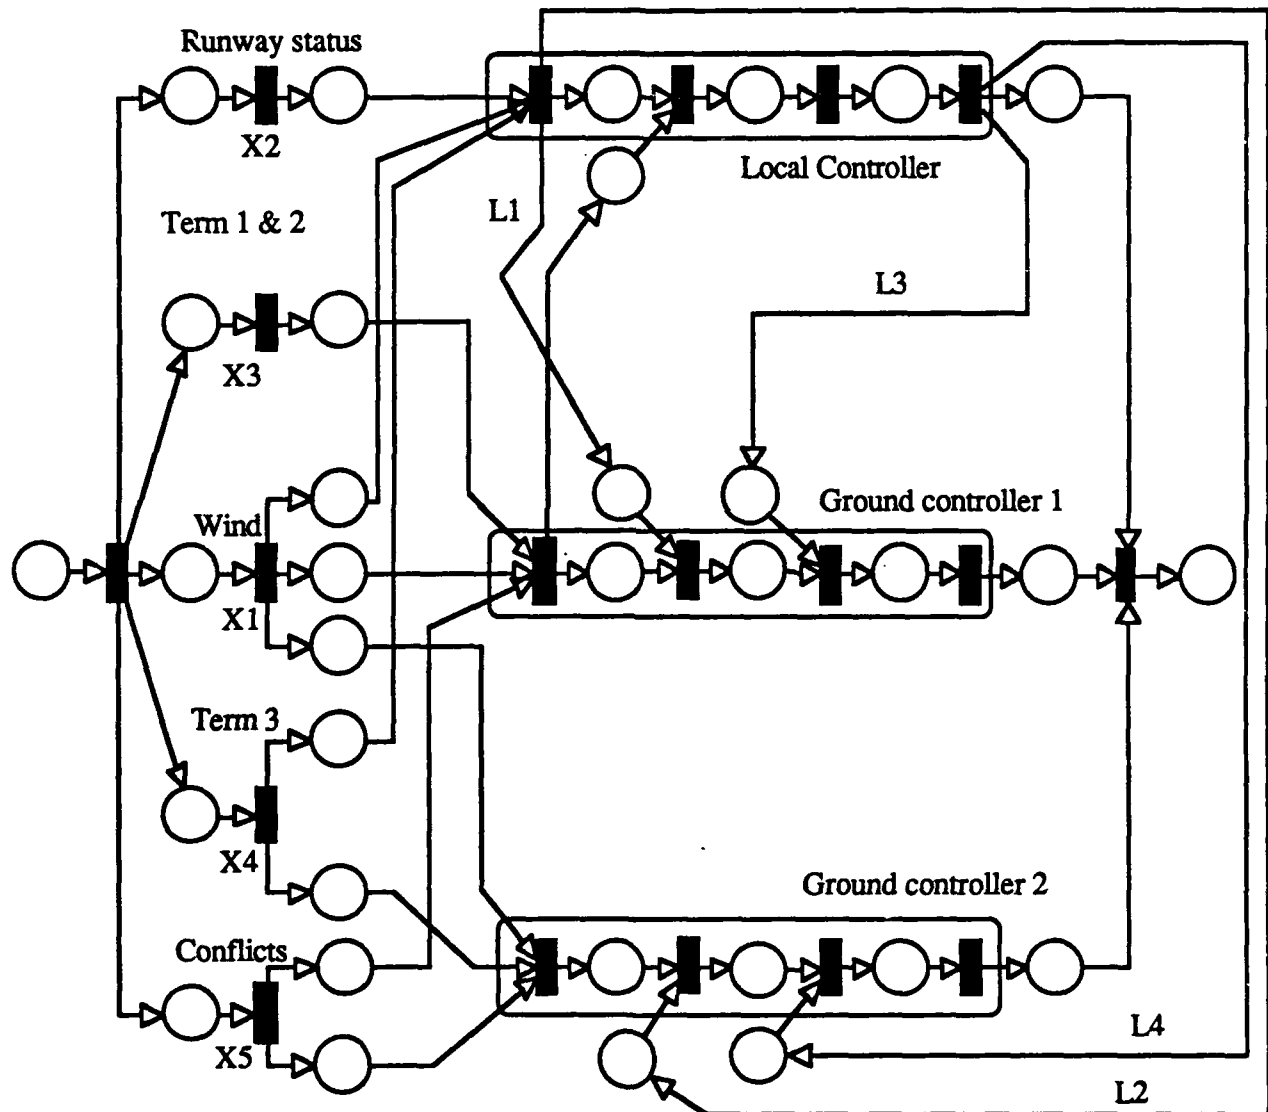 Runway status
X2
Local Controller
Term 1 & 2
L1
L3
X3
Ground controller 1
Wind
X1
Term 3
X4
Ground controller 2
Conflicts
X5
L4
L2